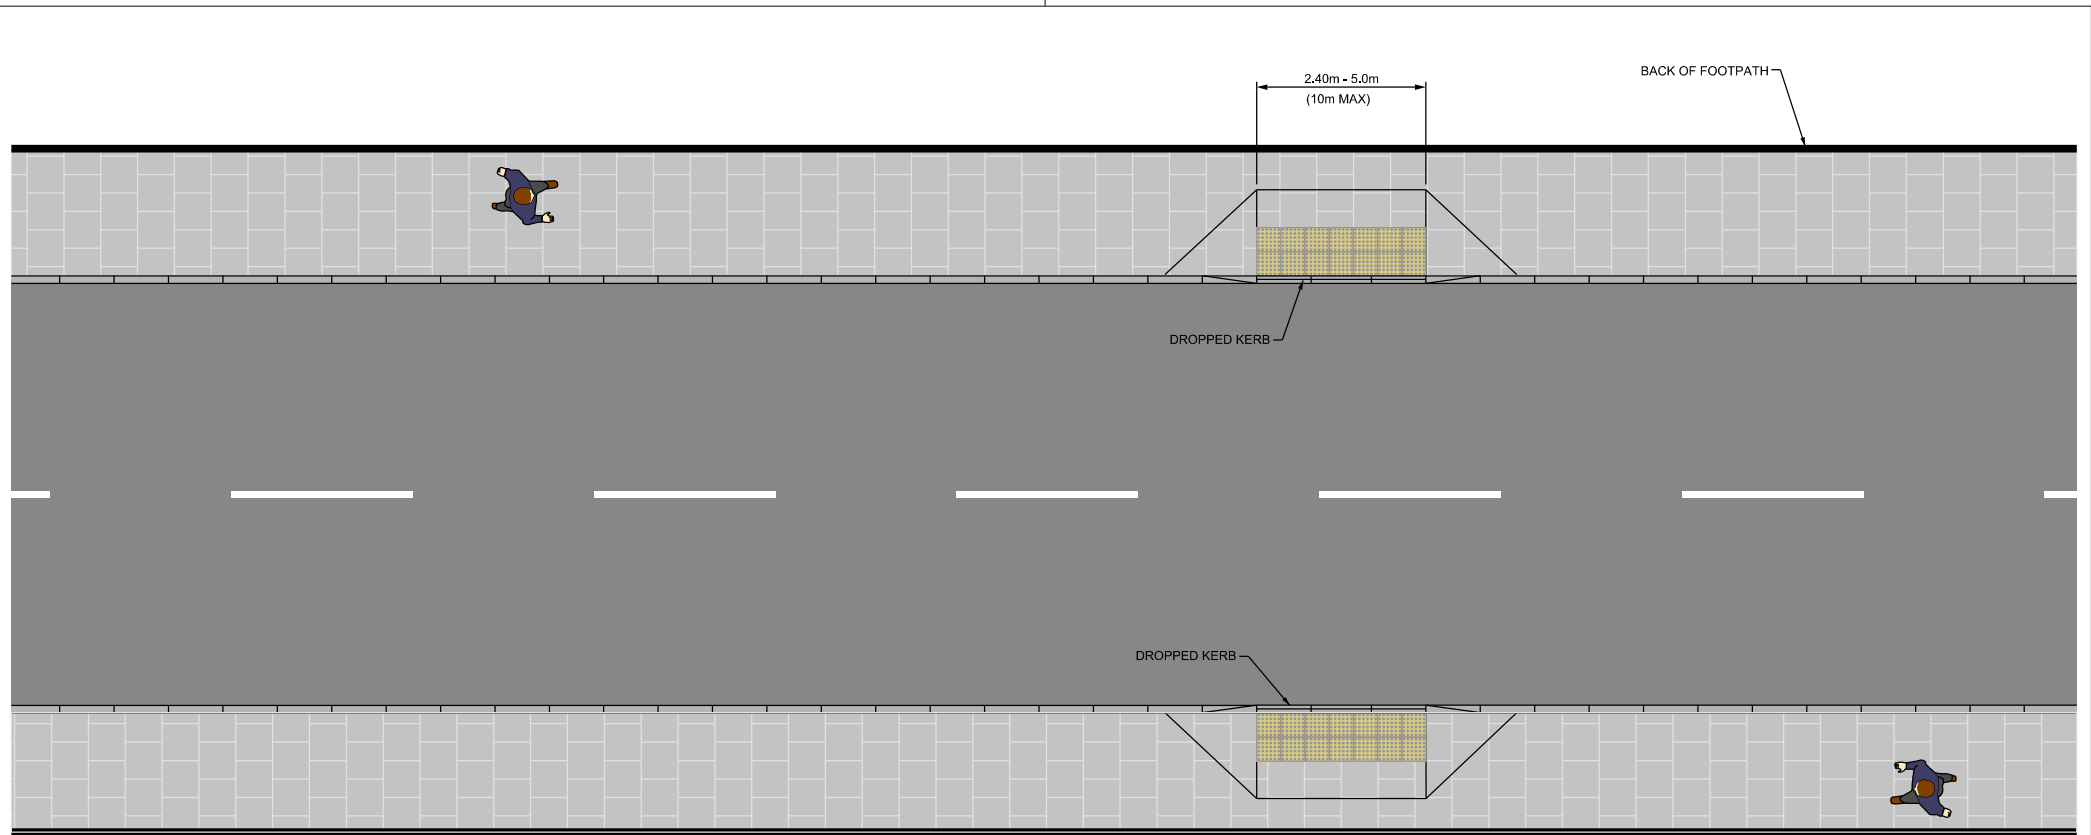 2.40m - 5.0m
(10m MAX)
BACK OF FOOTPATH
DROPPED KERB
DROPPED KERB